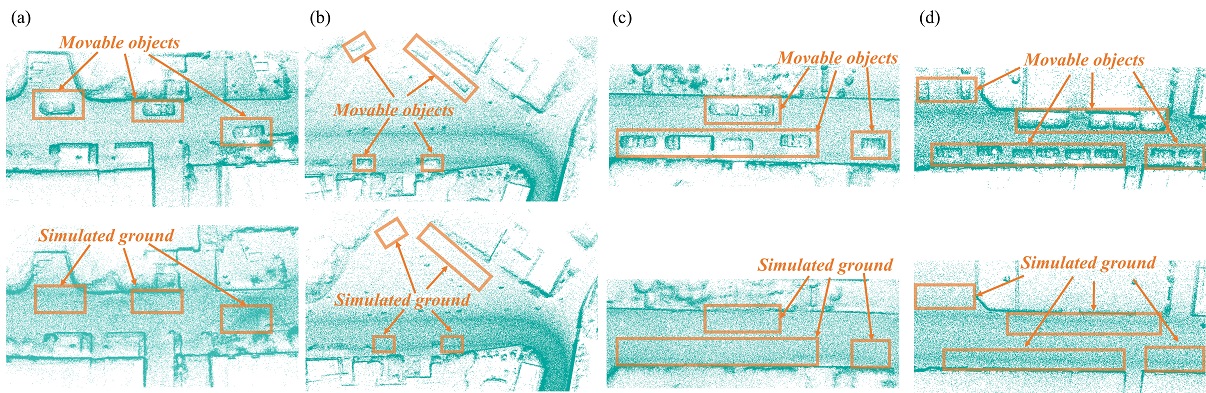 (a)
(b)
(c)
(d)
Movable objects
Movable objects
Movable objects
Movable objects
Simulated ground
Simulated ground
Simulated ground
Simulated ground